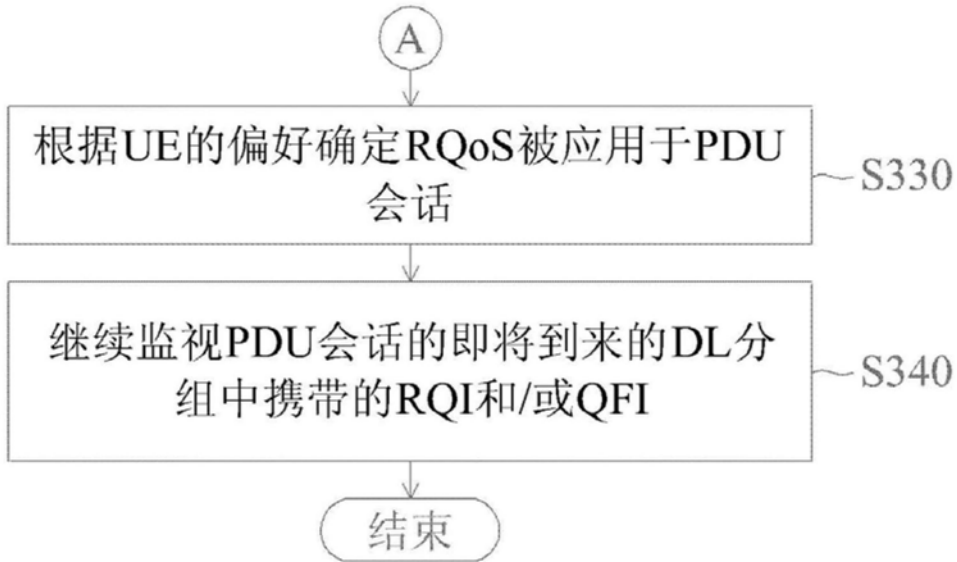 A
根据UE的偏好确定RQoS被应用于PDU
会话
S330
继续监视PDU会话的即将到来的DL分
组中携带的RQI和/或QFI
S340
结束